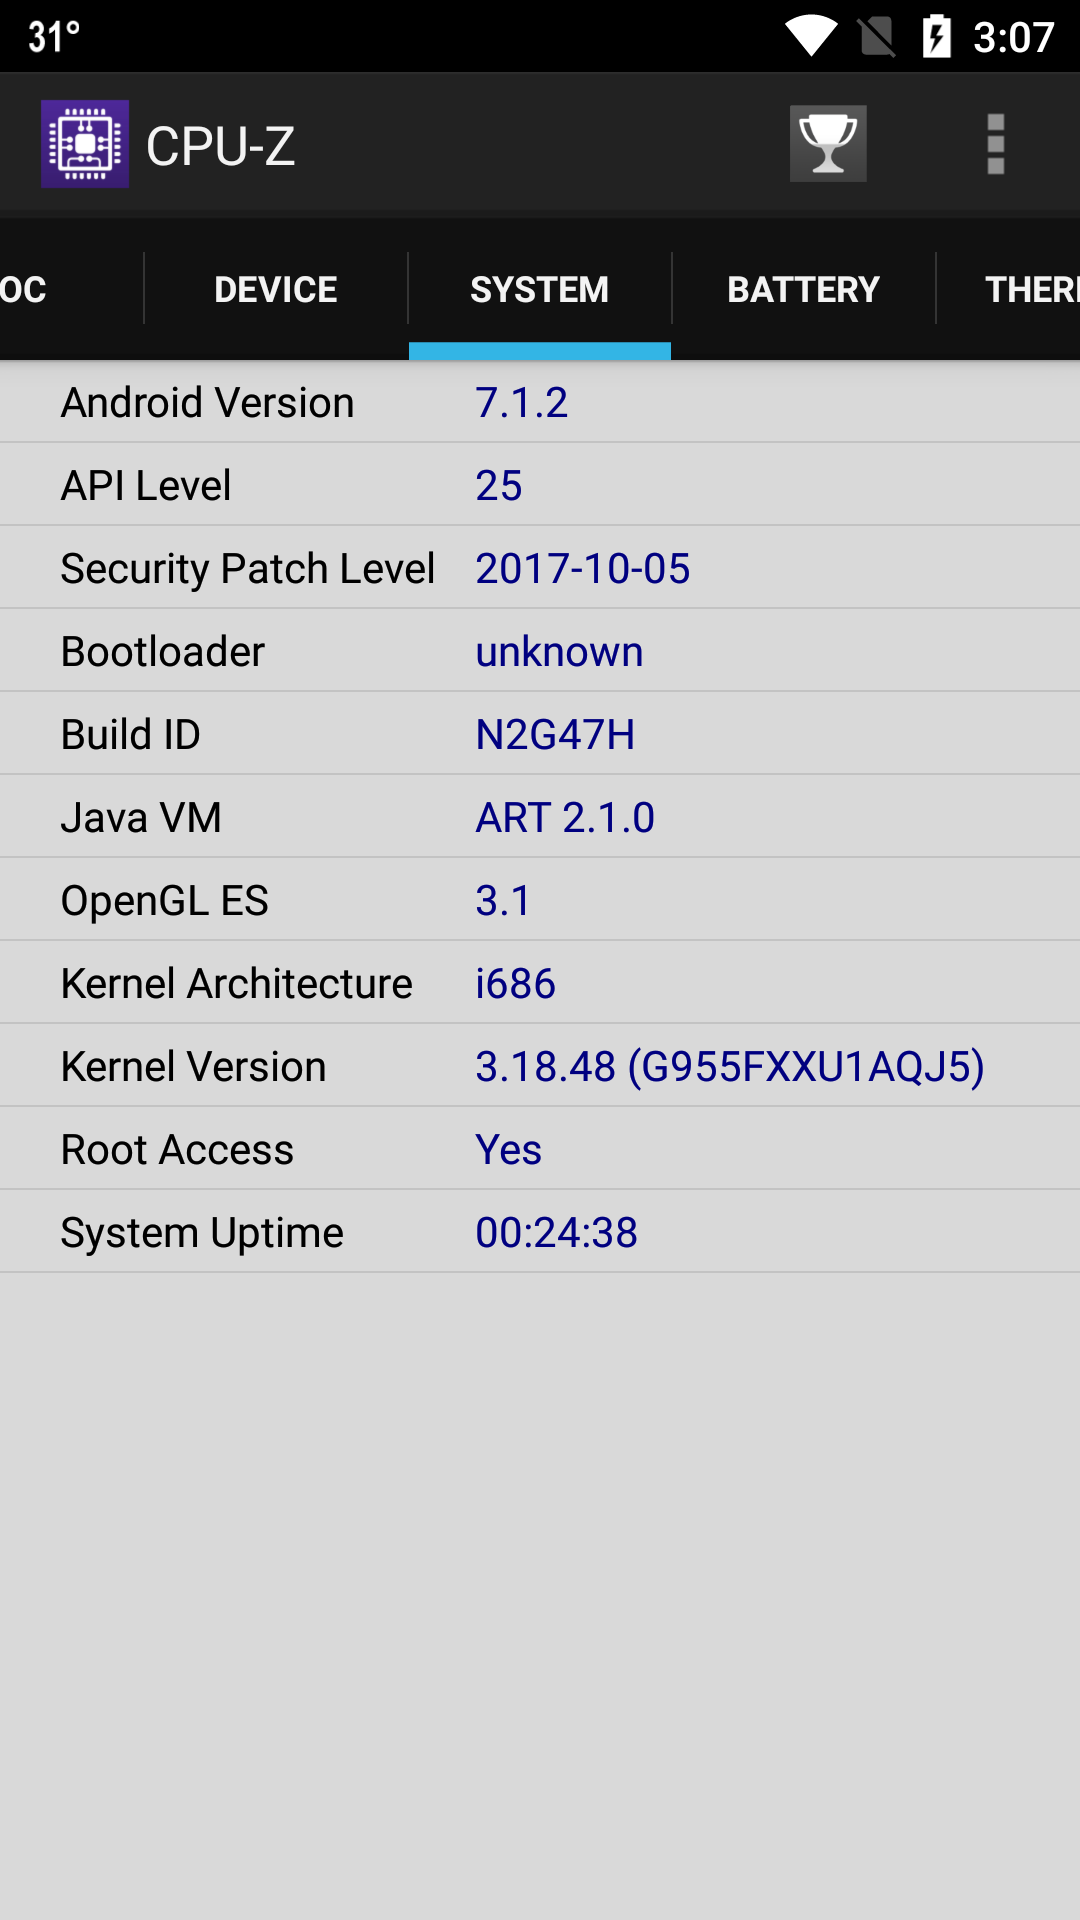 31° 3:07
CPU-Z
OC DEVICE SYSTEM BATTERY THER
Android Version 7.1.2
API Level 25
Security Patch Level 2017-10-05
Bootloader unknown
Build ID N2G47H
Java VM ART 2.1.0
OpenGL ES 3.1
Kernel Architecture i686
Kernel Version 3.18.48 (G955FXXU1AQJ5)
Root Access Yes
System Uptime 00:24:38